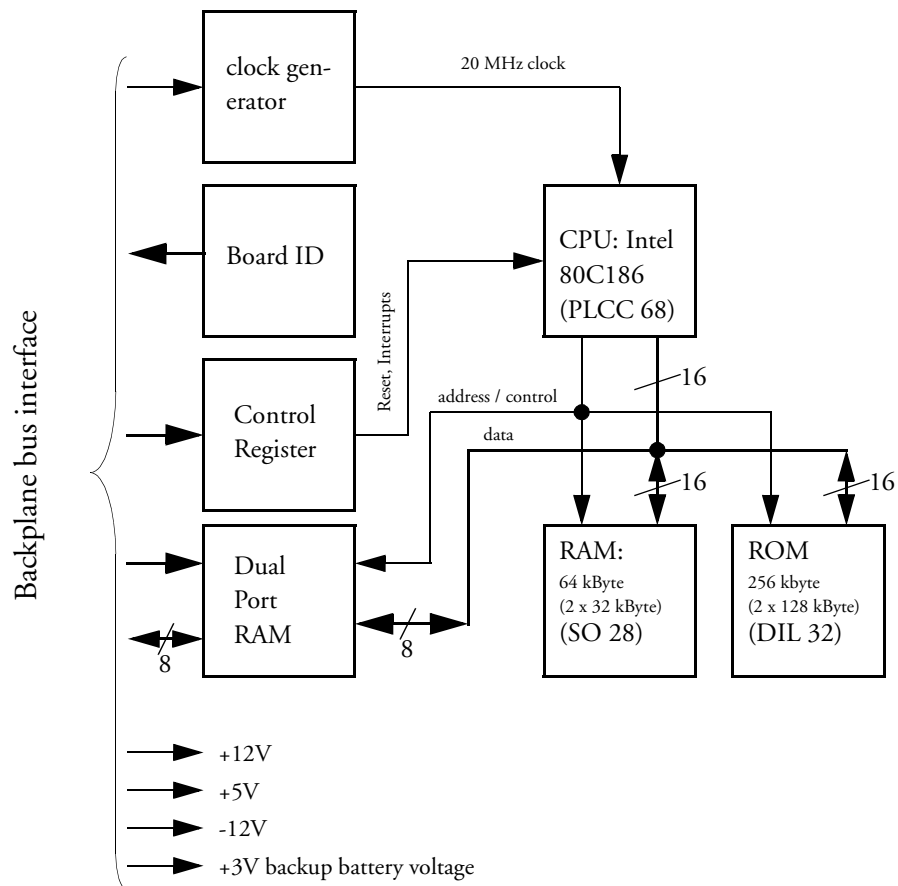 Backplane bus interface
clock gen-
erator
20 MHz clock
Board ID
CPU: Intel
80C186
(PLCC 68)
Reset, Interrupts
Control
Register
address / control
data
16
16
16
Dual
Port
RAM
8
8
RAM:
64 kByte
(2 x 32 kByte)
(SO 28)
ROM
256 kbyte
(2 x 128 kByte)
(DIL 32)
+12V
+5V
-12V
+3V backup battery voltage